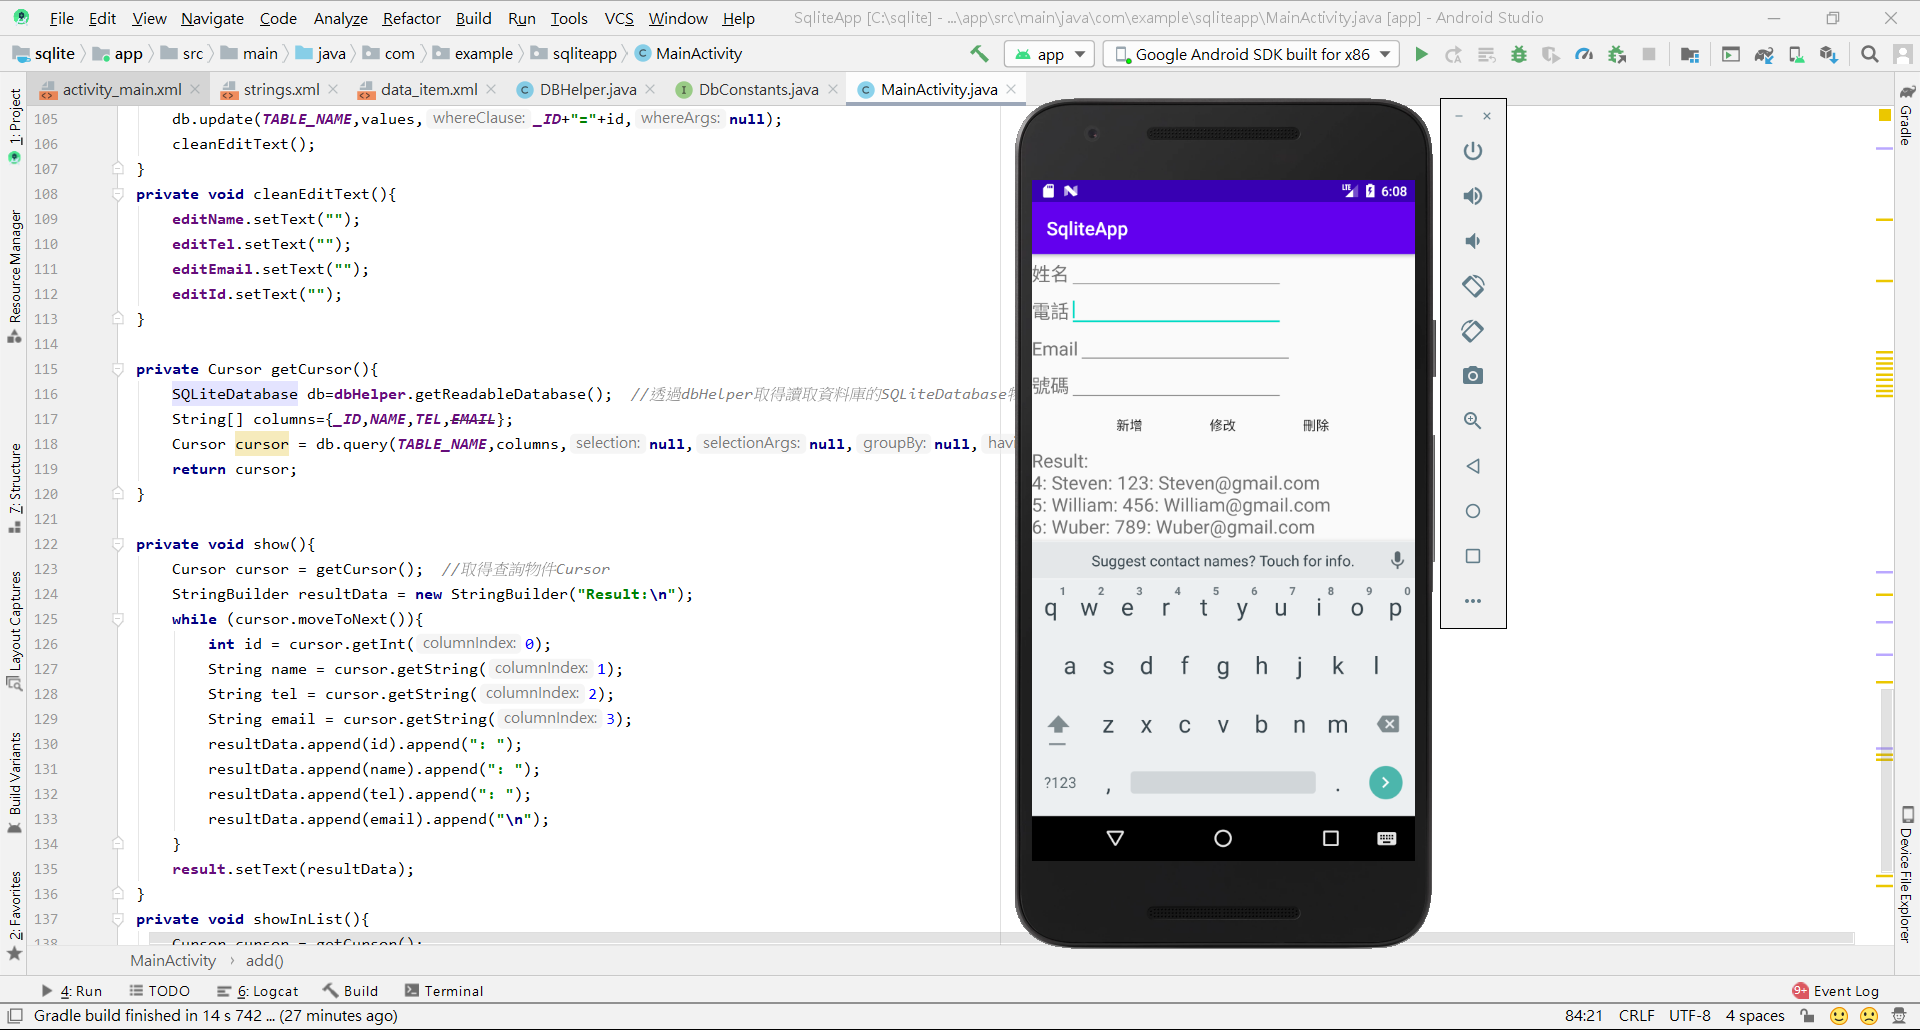 File Edit View Navigate Code Analyze Refactor Build Run Tools VCS Window Help SqliteApp [C:\sqlite] - ...\app\src\main\java\com\example\sqliteapp\MainActivity.java [app] - Android Studio
sqlite app src main java com example sqliteapp MainActivity app Google Android SDK built for x86
activity_main.xml strings.xml data_item.xml DBHelper.java DbConstants.java MainActivity.java
1: Project
Resource Manager
7: Structure
Layout Captures
Build Variants
2: Favorites
105 db.update(TABLE_NAME,values, whereClause: _ID+"="+id, whereArgs: null);
106 cleanEditText();
107 }
108 private void cleanEditText(){
109 editName.setText("");
110 editTel.setText("");
111 editEmail.setText("");
112 editId.setText("");
113 }
114
115 private Cursor getCursor(){
116 SQLiteDatabase db=dbHelper.getReadableDatabase(); //透過dbHelper取得讀取資料庫的SQLiteDatabase
117 String[] columns={_ID,NAME,TEL,EMAIL};
118 Cursor cursor = db.query(TABLE_NAME,columns, selection: null, selectionArgs: null, groupBy: null, havi
119 return cursor;
120 }
121
122 private void show(){
123 Cursor cursor = getCursor(); //取得查詢物件Cursor
124 StringBuilder resultData = new StringBuilder("Result:\n");
125 while (cursor.moveToNext()){
126 int id = cursor.getInt( columnIndex: 0);
127 String name = cursor.getString( columnIndex: 1);
128 String tel = cursor.getString( columnIndex: 2);
129 String email = cursor.getString( columnIndex: 3);
130 resultData.append(id).append(": ");
131 resultData.append(name).append(": ");
132 resultData.append(tel).append(": ");
133 resultData.append(email).append("\n");
134 }
135 result.setText(resultData);
136 }
137 private void showInList(){
138 Cursor cursor = getCursor();
MainActivity › add()
LTE 6:08
SqliteApp
姓名
電話
Email
號碼
新增 修改 刪除
Result:
4: Steven: 123: Steven@gmail.com
5: William: 456: William@gmail.com
6: Wuber: 789: Wuber@gmail.com
Suggest contact names? Touch for info.
1 2 3 4 5 6 7 8 9 0
q w e r t y u i o p
a s d f g h j k l
z x c v b n m
?123 , .
Gradle
Device File Explorer
4: Run TODO 6: Logcat Build Terminal 9+ Event Log
Gradle build finished in 14 s 742 ... (27 minutes ago) 84:21 CRLF UTF-8 4 spaces